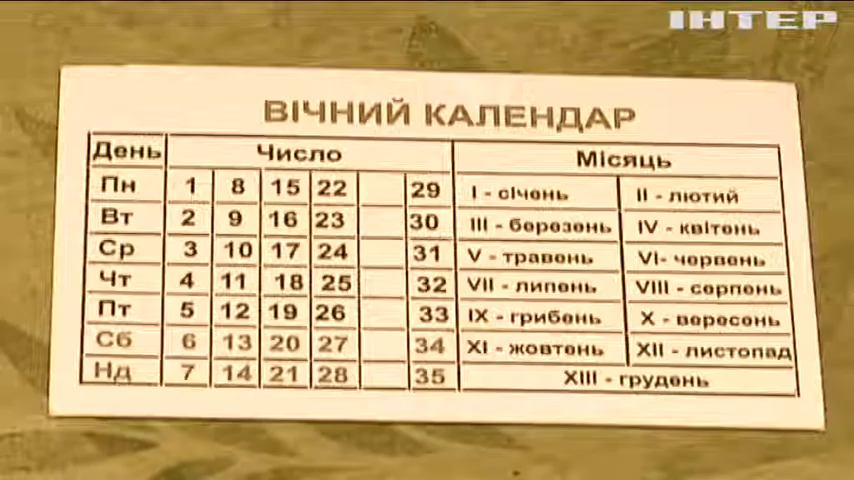 ІНТЕР
ВІЧНИЙ КАЛЕНДАР
День Число Місяць
Пн 1 8 15 22 29 I - січень II - лютий
Вт 2 9 16 23 30 III - березень IV - квітень
Ср 3 10 17 24 31 V - травень VI- червень
Чт 4 11 18 25 32 VII - липень VIII - серпень
Пт 5 12 19 26 33 IX - грибень X - вересень
Сб 6 13 20 27 34 XI - жовтень XII - листопад
Нд 7 14 21 28 35 XIII - грудень